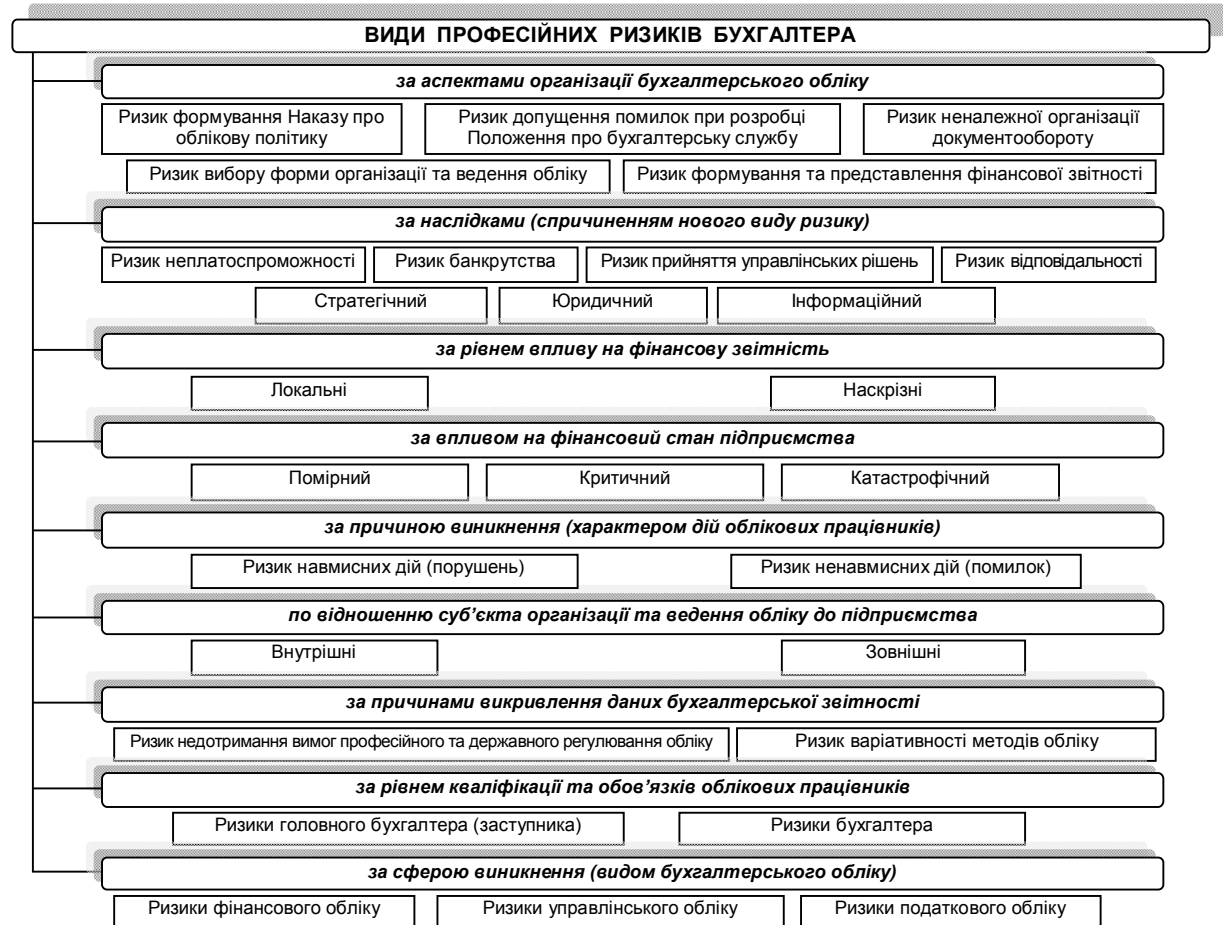 ВИДИ ПРОФЕСІЙНИХ РИЗИКІВ БУХГАЛТЕРА
за аспектами організації бухгалтерського обліку
Ризик формування Наказу про
облікову політику
Ризик допущення помилок при розробці
Положення про бухгалтерську службу
Ризик неналежної організації
документообороту
Ризик вибору форми організації та ведення обліку
Ризик формування та представлення фінансової звітності
за наслідками (спричиненням нового виду ризику)
Ризик неплатоспроможності
Ризик банкрутства
Ризик прийняття управлінських рішень
Ризик відповідальності
Стратегічний
Юридичний
Інформаційний
за рівнем впливу на фінансову звітність
Локальні
Наскрізні
за впливом на фінансовий стан підприємства
Помірний
Критичний
Катастрофічний
за причиною виникнення (характером дій облікових працівників)
Ризик навмисних дій (порушень)
Ризик ненавмисних дій (помилок)
по відношенню суб’єкта організації та ведення обліку до підприємства
Внутрішні
Зовнішні
за причинами викривлення даних бухгалтерської звітності
Ризик недотримання вимог професійного та державного регулювання обліку
Ризик варіативності методів обліку
за рівнем кваліфікації та обов’язків облікових працівників
Ризики головного бухгалтера (заступника)
Ризики бухгалтера
за сферою виникнення (видом бухгалтерського обліку)
Ризики фінансового обліку
Ризики управлінського обліку
Ризики податкового обліку